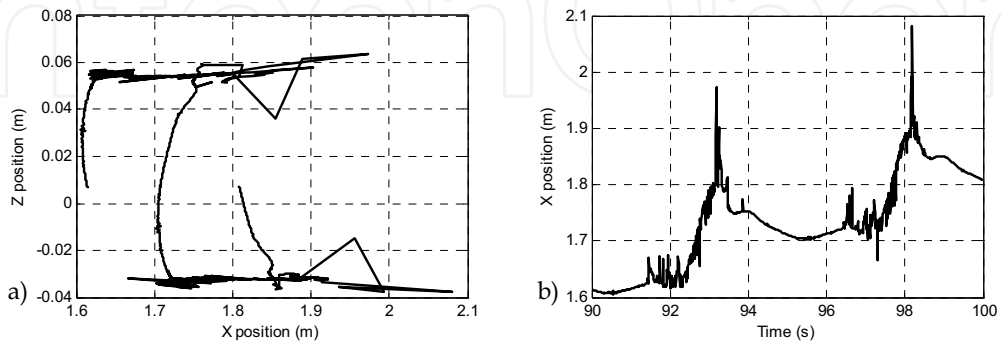 0.08
0.06
0.04
0.02
0
-0.02
-0.04
Z position (m)
1.6 1.7 1.8 1.9 2 2.1
X position (m)
a)
2.1
2
1.9
1.8
1.7
1.6
X position (m)
90 92 94 96 98 100
Time (s)
b)